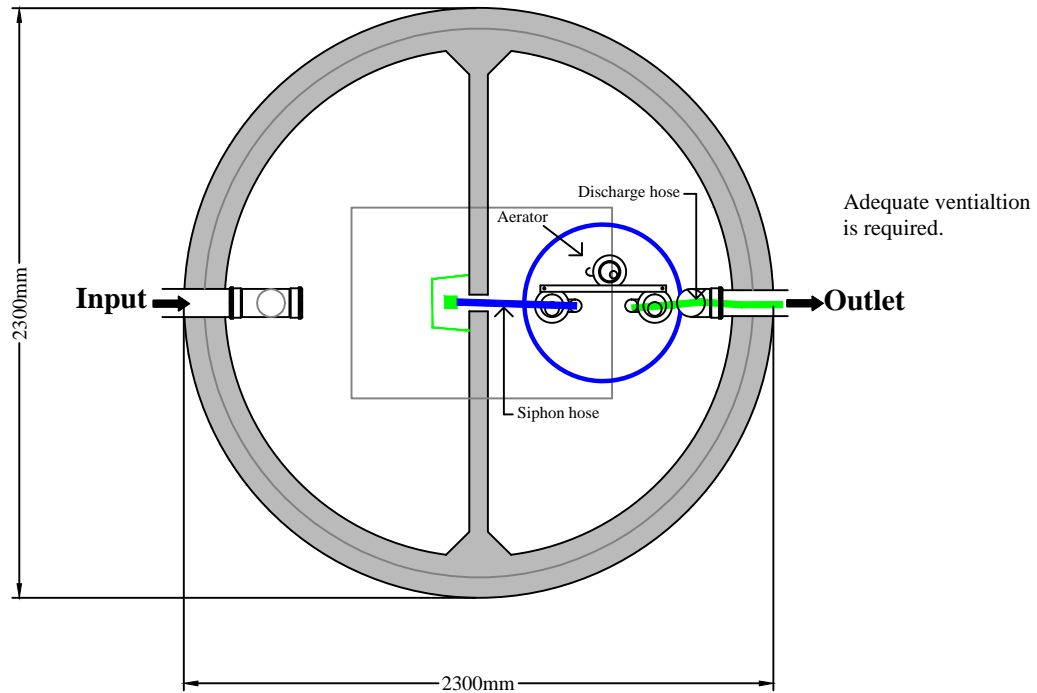 Discharge hose
Aerator
Adequate ventialtion
is required.
Input
Outlet
2300mm
Siphon hose
2300mm